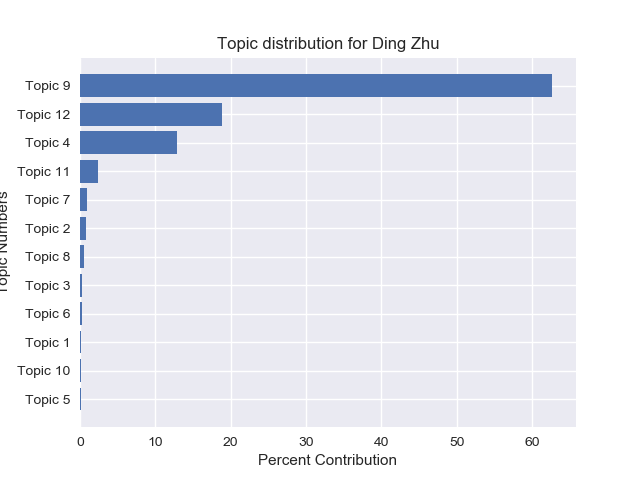 Topic distribution for Ding Zhu
Topic 9
Topic 12
Topic 4
Topic 11
Topic 7
Topic 2
Topic 8
Topic 3
Topic 6
Topic 1
Topic 10
Topic 5
Topic Numbers
0 10 20 30 40 50 60
Percent Contribution